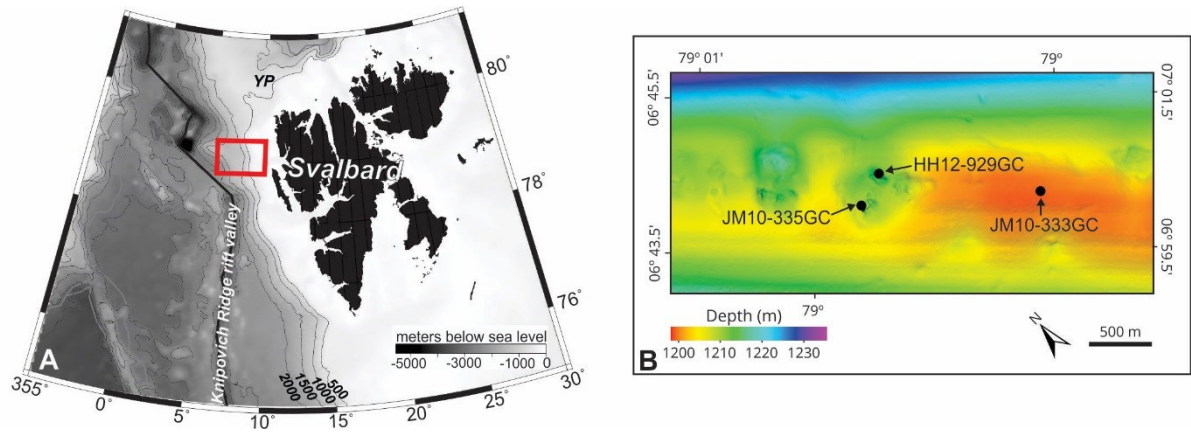 YP
80°
Svalbard
78°
Knipovich Ridge rift valley
76°
meters below sea level
-5000 -3000 -1000 0
A
355°
0°
5°
10°
15°
20°
25°
30°
2000
1500
1000
500
79° 01'
79°
06° 45.5'
07° 01.5'
HH12-929GC
JM10-335GC
JM10-333GC
06° 43.5'
06° 59.5'
79°
Depth (m)
1200 1210 1220 1230
B
N
500 m